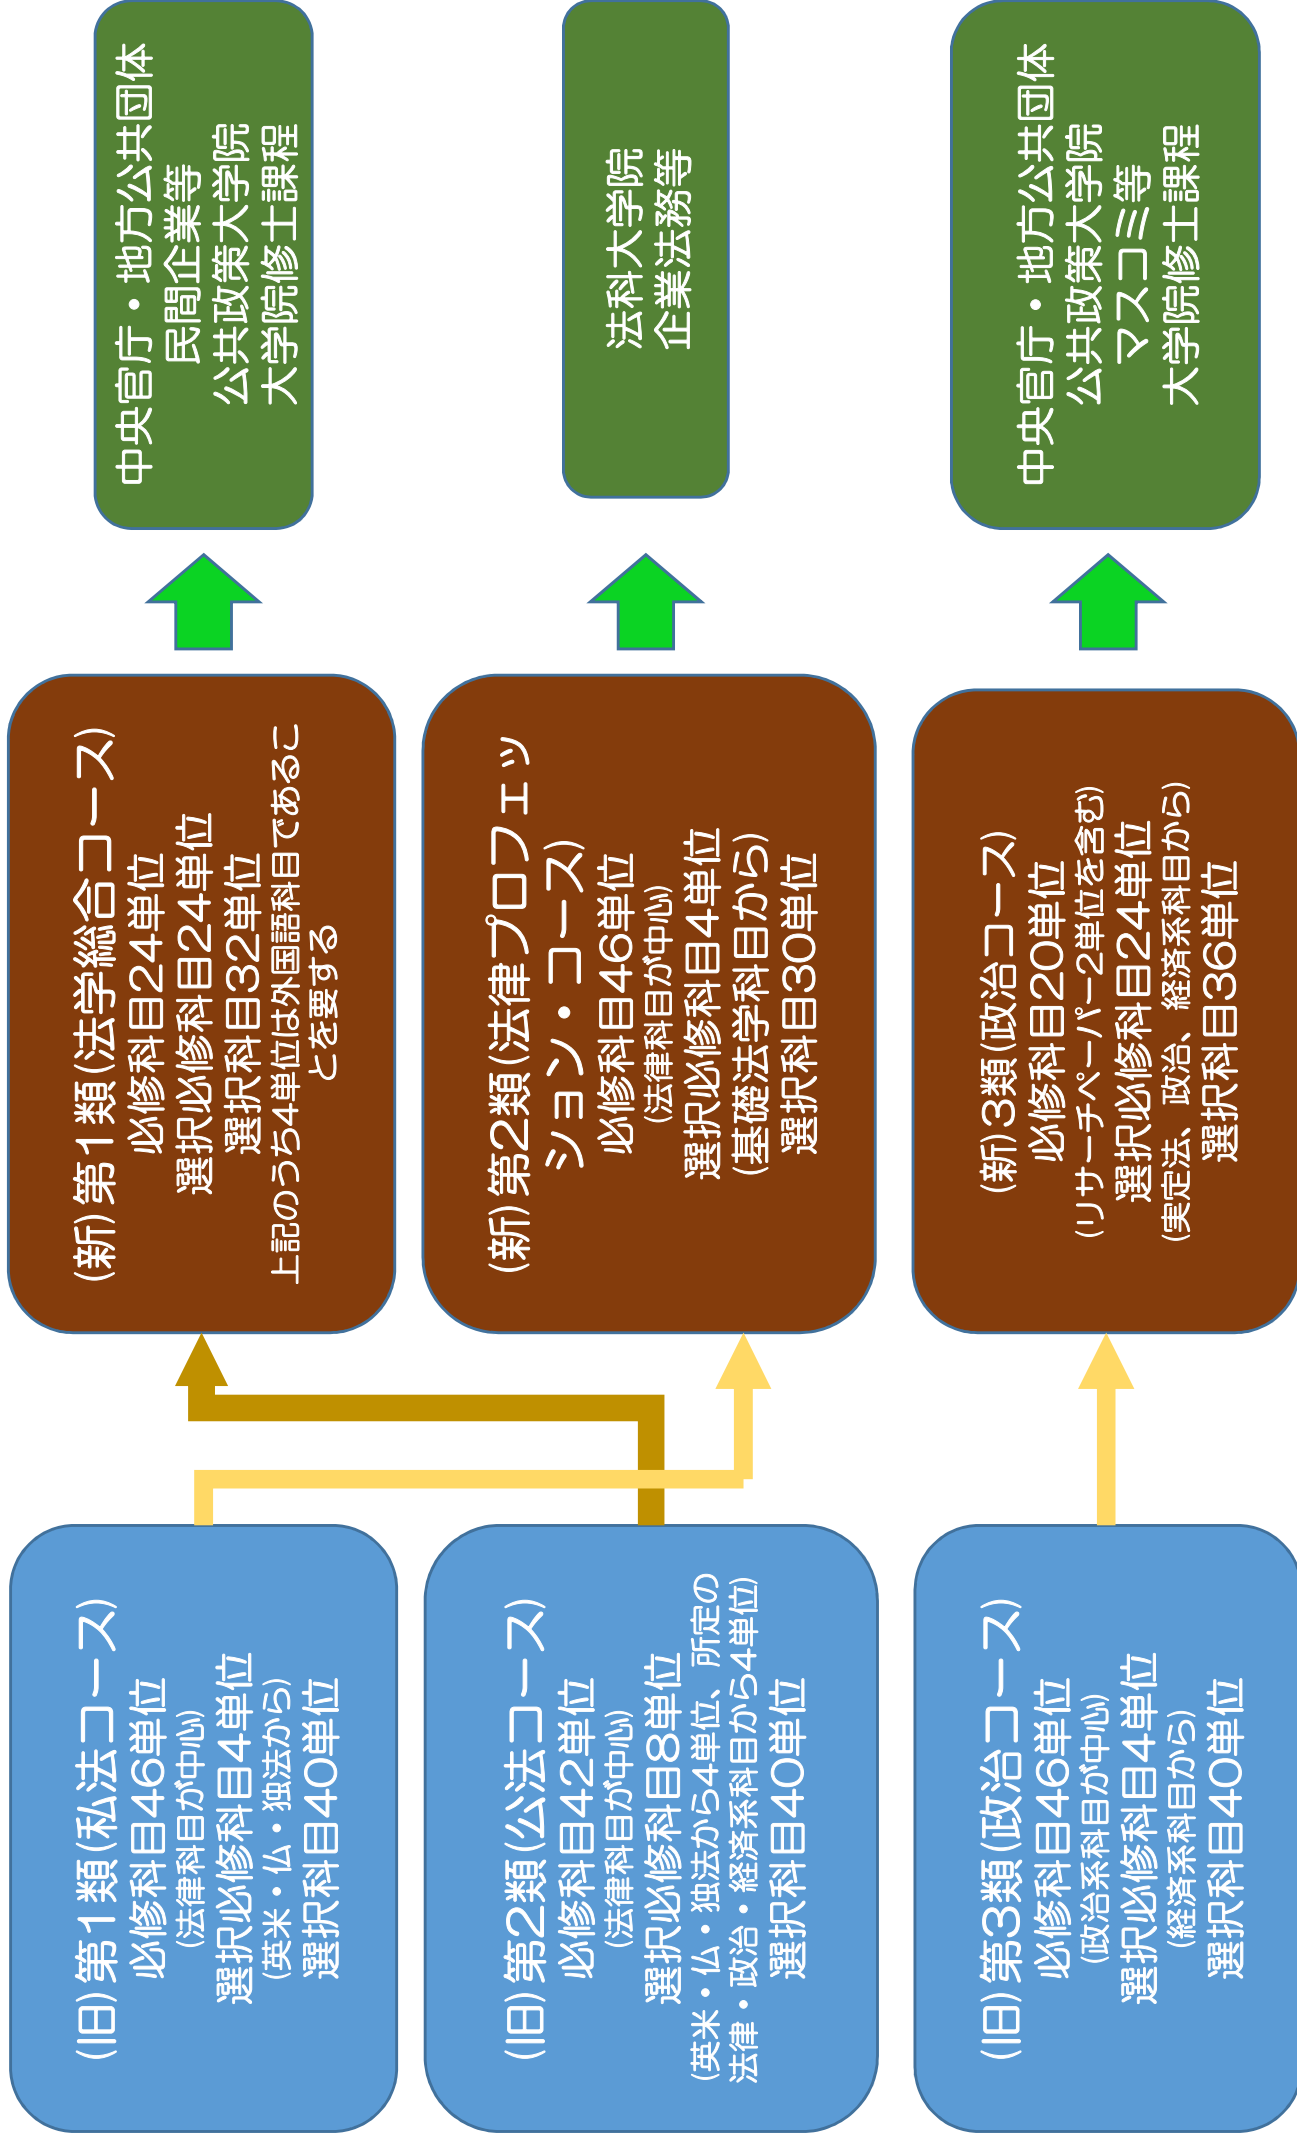 (旧)第1類(私法コース)
必修科目46単位
(法律科目が中心)
選択必修科目4単位
(英米・仏・独法から)
選択科目40単位
(新)第1類(法学総合コース)
必修科目24単位
選択必修科目24単位
選択科目32単位
上記のうち4単位は外国語科目であるこ
とを要する
中央官庁・地方公共団体
民間企業等
公共政策大学院
大学院修士課程
(旧)第2類(公法コース)
必修科目42単位
(法律科目が中心)
選択必修科目8単位
(英米・仏・独法から4単位、所定の
法律・政治・経済系科目から4単位)
選択科目40単位
(新)第2類(法律プロフェッ
ション・コース)
必修科目46単位
(法律科目が中心)
選択必修科目4単位
(基礎法学科目から)
選択科目30単位
法科大学院
企業法務等
(旧)第3類(政治コース)
必修科目46単位
(政治系科目が中心)
選択必修科目4単位
(経済系科目から)
選択科目40単位
(新)3類(政治コース)
必修科目20単位
(リサーチペーパー2単位を含む)
選択必修科目24単位
(実定法、政治、経済系科目から)
選択科目36単位
中央官庁・地方公共団体
公共政策大学院
マスコミ等
大学院修士課程